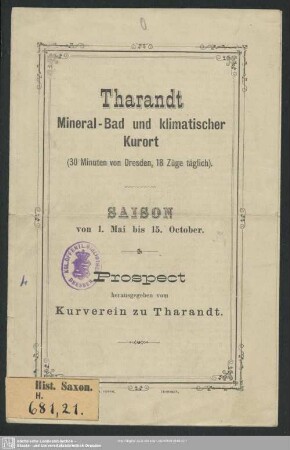 Tharandt
Mineral-Bad und klimatischer
Kurort
(30 Minuten von Dresden, 18 Züge täglich).
SAISON
von 1. Mai bis 15. October.
Prospect
herausgegeben vom
Kurverein zu Tharandt.
Hist. Saxon.
H.
681,21.